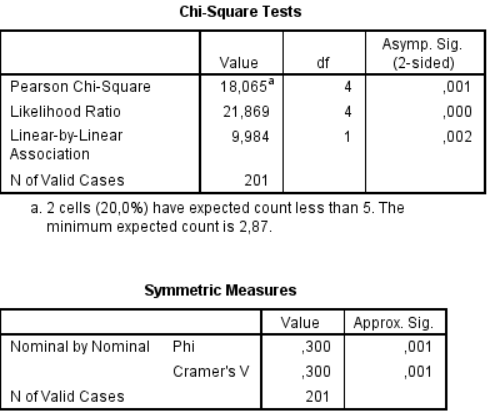 Chi-Square Tests
Value df Asymp. Sig. (2-sided)
Pearson Chi-Square 18,065a 4 ,001
Likelihood Ratio 21,869 4 ,000
Linear-by-Linear Association 9,984 1 ,002
N of Valid Cases 201
a. 2 cells (20,0%) have expected count less than 5. The
minimum expected count is 2,87.
Symmetric Measures
Value Approx. Sig.
Nominal by Nominal Phi ,300 ,001
Cramer's V ,300 ,001
N of Valid Cases 201